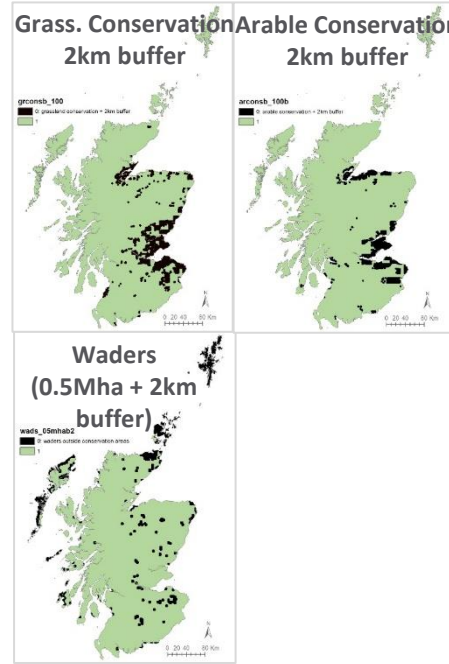 Grass. Conservation
2km buffer
grconsb_100
0: grassland conservation + 2km buffer
1
N
0 20 40 80 Km
Arable Conservation
2km buffer
arconsb_100b
0: arable conservation + 2km buffer
1
N
0 20 40 80 Km
Waders
(0.5Mha + 2km
buffer)
wads_05mhab2
0: waders outside conservation areas
1
N
0 20 40 80 Km